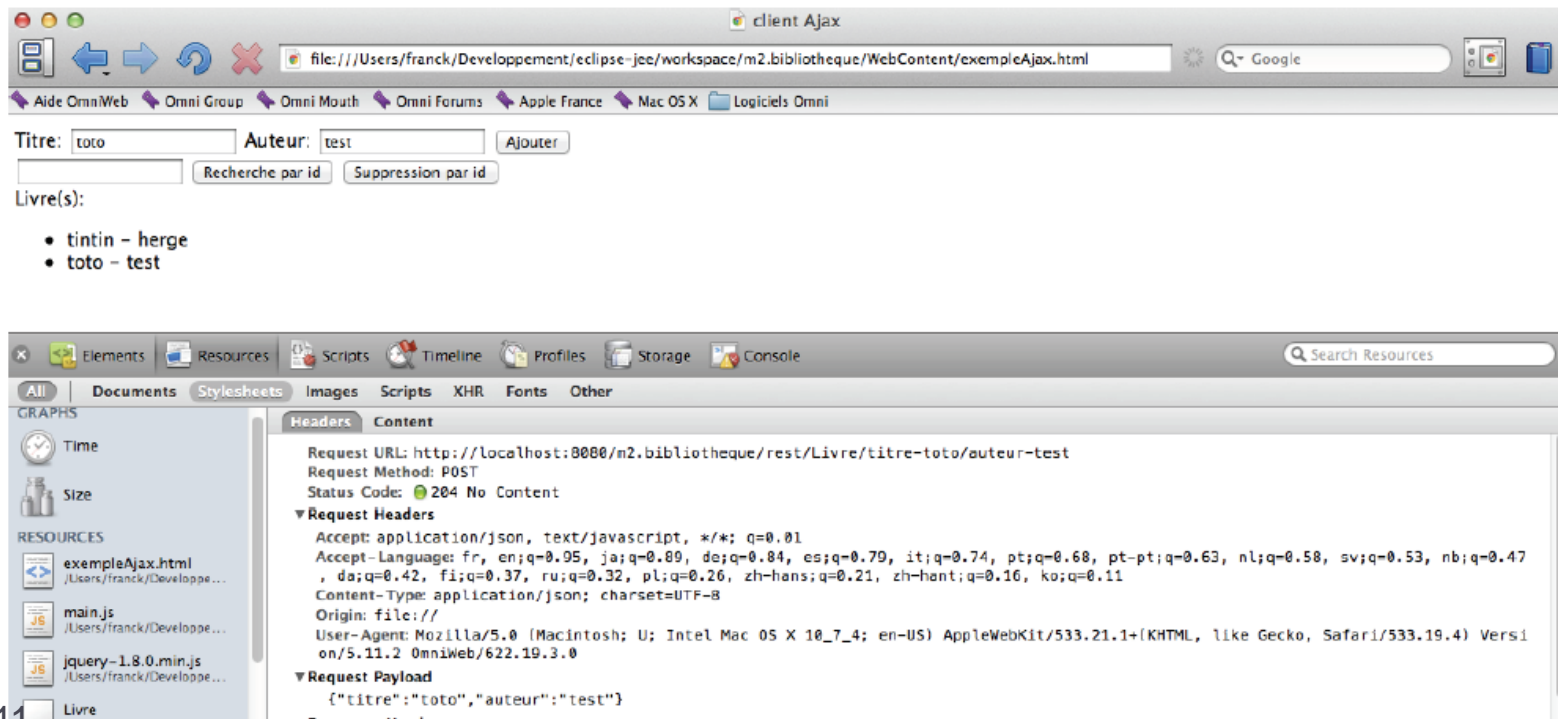 client Ajax
file:///Users/franck/Developpement/eclipse-jee/workspace/m2.bibliotheque/WebContent/exempleAjax.html
Google
Aide OmniWeb Omni Group Omni Mouth Omni Forums Apple France Mac OS X Logiciels Omni
Titre: toto Auteur: test Ajouter
Recherche par id Suppression par id
Livre(s):
• tintin – herge
• toto – test
Elements Resources Scripts Timeline Profiles Storage Console Search Resources
All Documents Stylesheets Images Scripts XHR Fonts Other
GRAPHS
Time
Size
RESOURCES
exempleAjax.html
/Users/franck/Developpe...
main.js
/Users/franck/Developpe...
jquery-1.8.0.min.js
/Users/franck/Developpe...
Livre
Headers Content
Request URL: http://localhost:8080/m2.bibliotheque/rest/Livre/titre-toto/auteur-test
Request Method: POST
Status Code: 204 No Content
▼Request Headers
Accept: application/json, text/javascript, */*; q=0.01
Accept-Language: fr, en;q=0.95, ja;q=0.89, de;q=0.84, es;q=0.79, it;q=0.74, pt;q=0.68, pt-pt;q=0.63, nl;q=0.58, sv;q=0.53, nb;q=0.47
, da;q=0.42, fi;q=0.37, ru;q=0.32, pl;q=0.26, zh-hans;q=0.21, zh-hant;q=0.16, ko;q=0.11
Content-Type: application/json; charset=UTF-8
Origin: file://
User-Agent: Mozilla/5.0 (Macintosh; U; Intel Mac OS X 10_7_4; en-US) AppleWebKit/533.21.1+(KHTML, like Gecko, Safari/533.19.4) Versi
on/5.11.2 OmniWeb/622.19.3.0
▼Request Payload
{"titre":"toto","auteur":"test"}